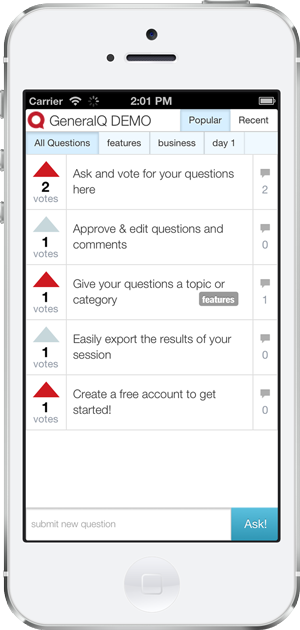 Carrier 2:01 PM
GeneralQ DEMO Popular Recent
All Questions features business day 1
2
votes
Ask and vote for your questions
here
2
1
votes
Approve & edit questions and
comments
0
1
votes
Give your questions a topic or
category features
1
1
votes
Easily export the results of your
session
0
1
votes
Create a free account to get
started!
0
submit new question Ask!